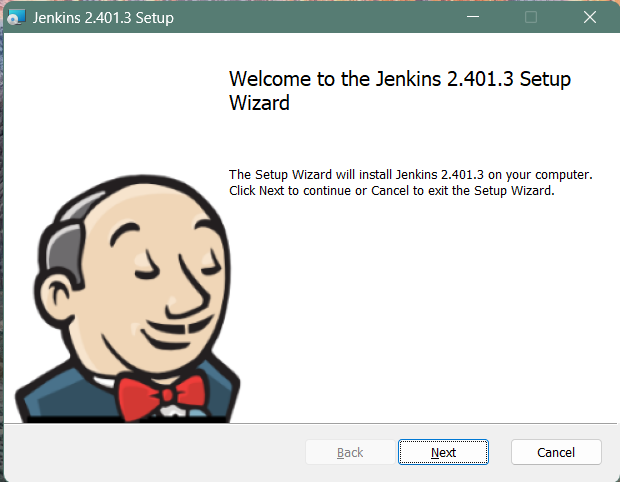 Jenkins 2.401.3 Setup
Welcome to the Jenkins 2.401.3 Setup
Wizard
The Setup Wizard will install Jenkins 2.401.3 on your computer.
Click Next to continue or Cancel to exit the Setup Wizard.
Back Next Cancel